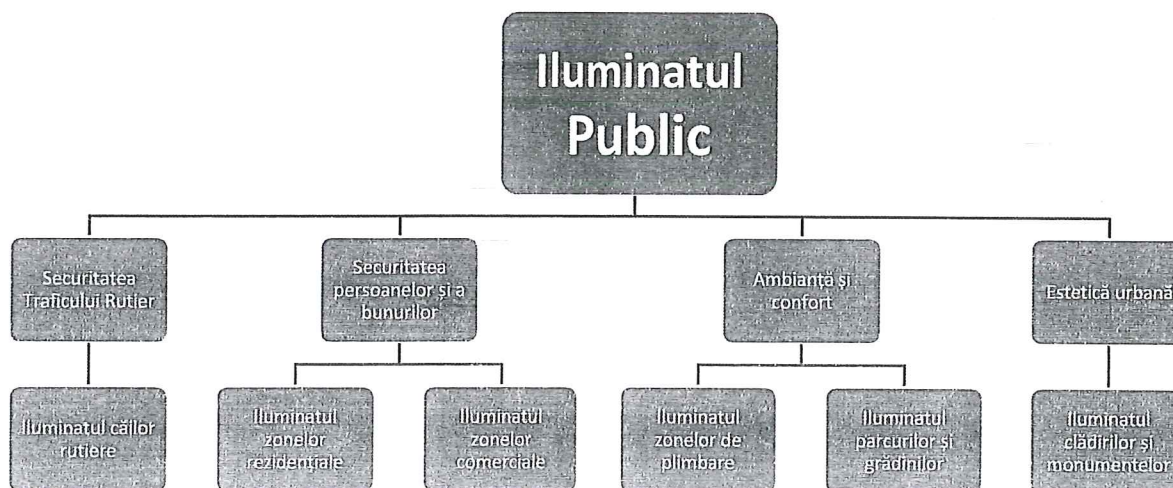 Iluminatul
Public
Securitatea
Traficului Rutier
Securitatea
persoanelor și a
bunurilor
Ambianță și
confort
Estetică urbană
Iluminatul căilor
rutiere
Iluminatul
zonelor
rezidențiale
Iluminatul
zonelor
comerciale
Iluminatul
zonelor de
plimbare
Iluminatul
parcurilor și
grădinilor
Iluminatul
clădirilor și
monumentelor